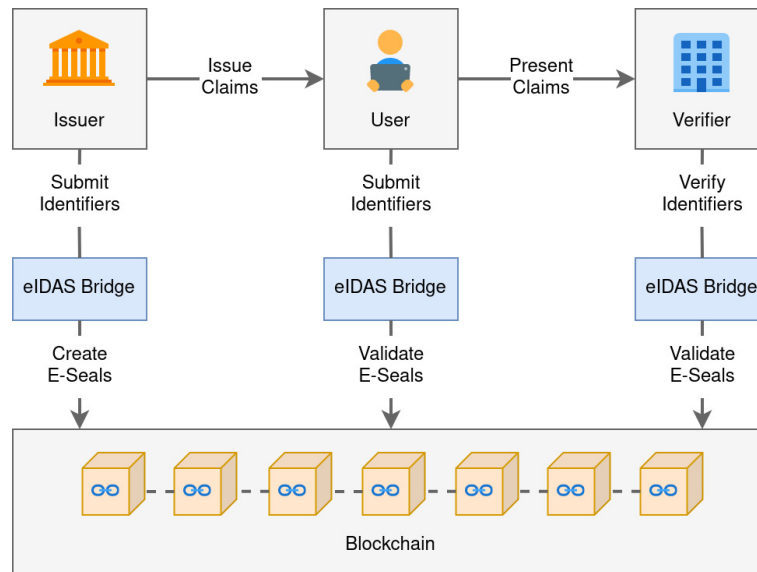 Issuer
Issue
Claims
User
Present
Claims
Verifier
Submit
Identifiers
Submit
Identifiers
Verify
Identifiers
eIDAS Bridge
eIDAS Bridge
eIDAS Bridge
Create
E-Seals
Validate
E-Seals
Validate
E-Seals
Blockchain